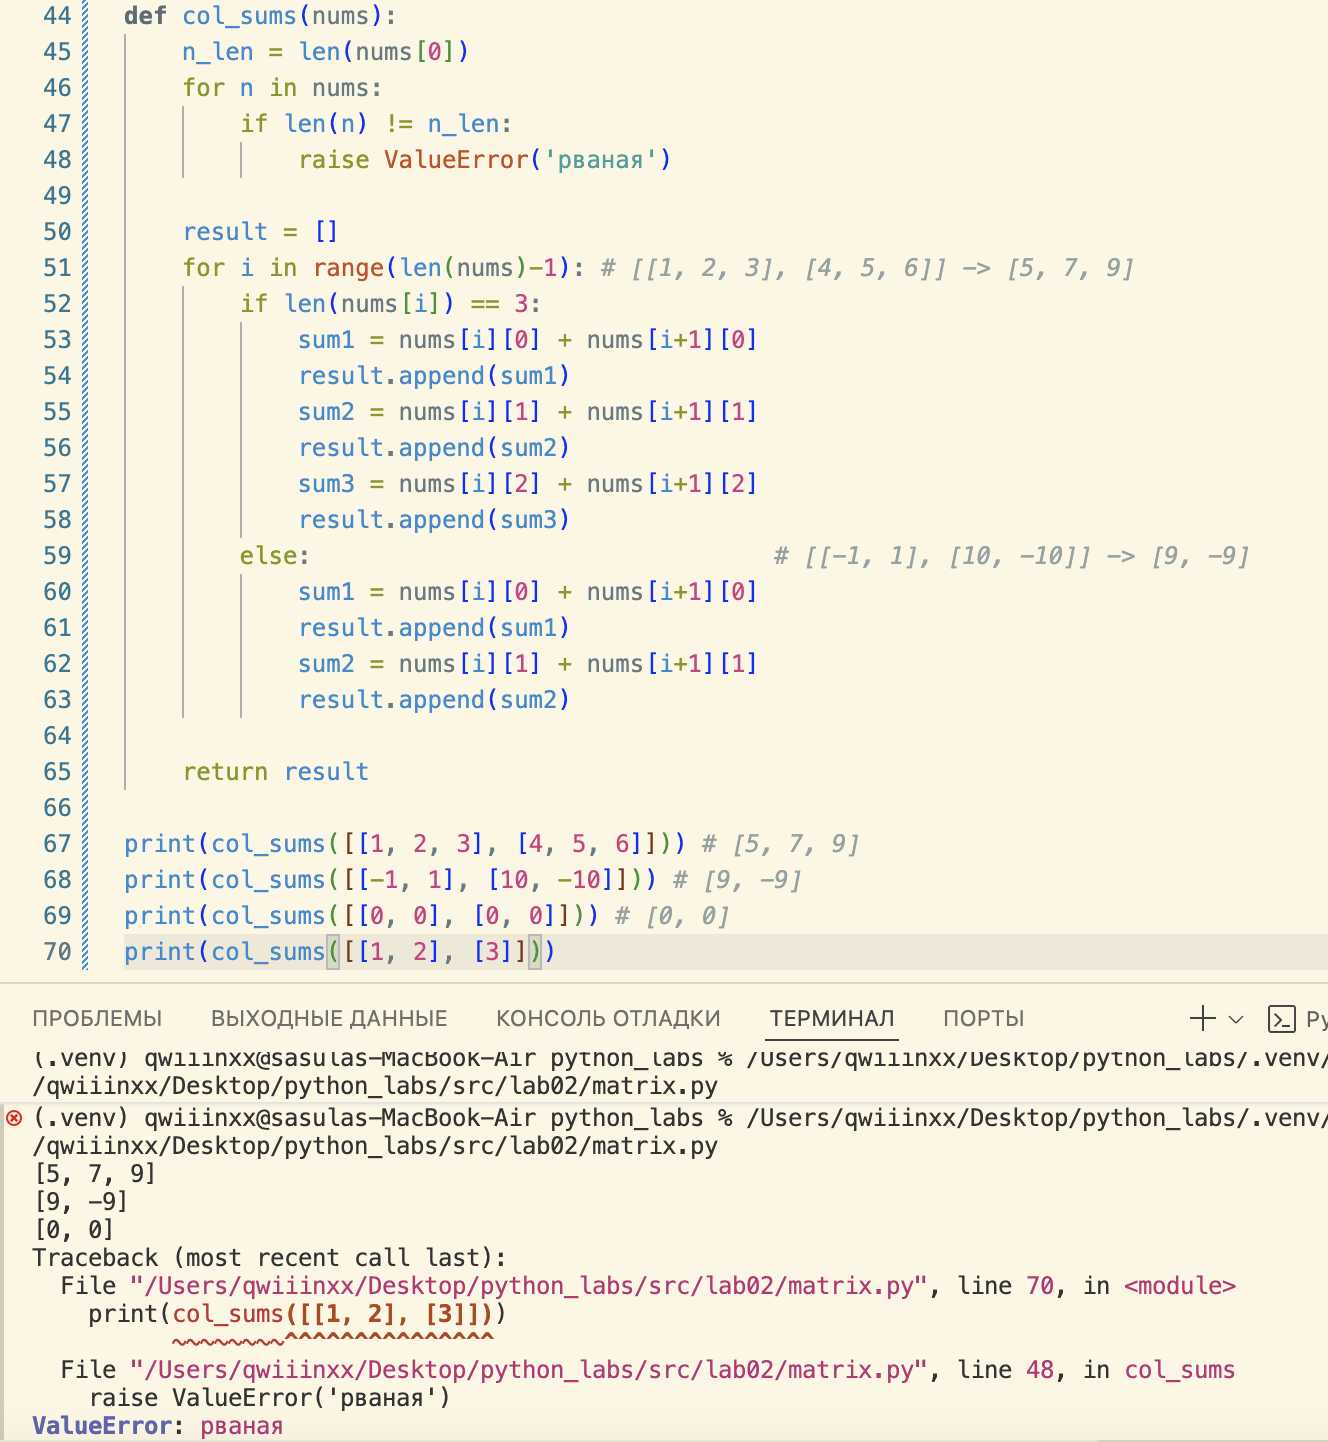 44 def col_sums(nums):
45 n_len = len(nums[0])
46 for n in nums:
47 if len(n) != n_len:
48 raise ValueError('рваная')
49
50 result = []
51 for i in range(len(nums)-1): # [[1, 2, 3], [4, 5, 6]] -> [5, 7, 9]
52 if len(nums[i]) == 3:
53 sum1 = nums[i][0] + nums[i+1][0]
54 result.append(sum1)
55 sum2 = nums[i][1] + nums[i+1][1]
56 result.append(sum2)
57 sum3 = nums[i][2] + nums[i+1][2]
58 result.append(sum3)
59 else: # [[-1, 1], [10, -10]] -> [9, -9]
60 sum1 = nums[i][0] + nums[i+1][0]
61 result.append(sum1)
62 sum2 = nums[i][1] + nums[i+1][1]
63 result.append(sum2)
64
65 return result
66
67 print(col_sums([[1, 2, 3], [4, 5, 6]])) # [5, 7, 9]
68 print(col_sums([[-1, 1], [10, -10]])) # [9, -9]
69 print(col_sums([[0, 0], [0, 0]])) # [0, 0]
70 print(col_sums([[1, 2], [3]]))
ПРОБЛЕМЫ ВЫХОДНЫЕ ДАННЫЕ КОНСОЛЬ ОТЛАДКИ ТЕРМИНАЛ ПОРТЫ Py
(.venv) qwiiinxx@sasulas-MacBook-Air python_labs % /Users/qwiiinxx/Desktop/python_labs/.venv/
/qwiiinxx/Desktop/python_labs/src/lab02/matrix.py
(.venv) qwiiinxx@sasulas-MacBook-Air python_labs % /Users/qwiiinxx/Desktop/python_labs/.venv/
/qwiiinxx/Desktop/python_labs/src/lab02/matrix.py
[5, 7, 9]
[9, -9]
[0, 0]
Traceback (most recent call last):
File "/Users/qwiiinxx/Desktop/python_labs/src/lab02/matrix.py", line 70, in <module>
print(col_sums([[1, 2], [3]]))
~~~~~~~~^^^^^^^^^^^^^^^
File "/Users/qwiiinxx/Desktop/python_labs/src/lab02/matrix.py", line 48, in col_sums
raise ValueError('рваная')
ValueError: рваная